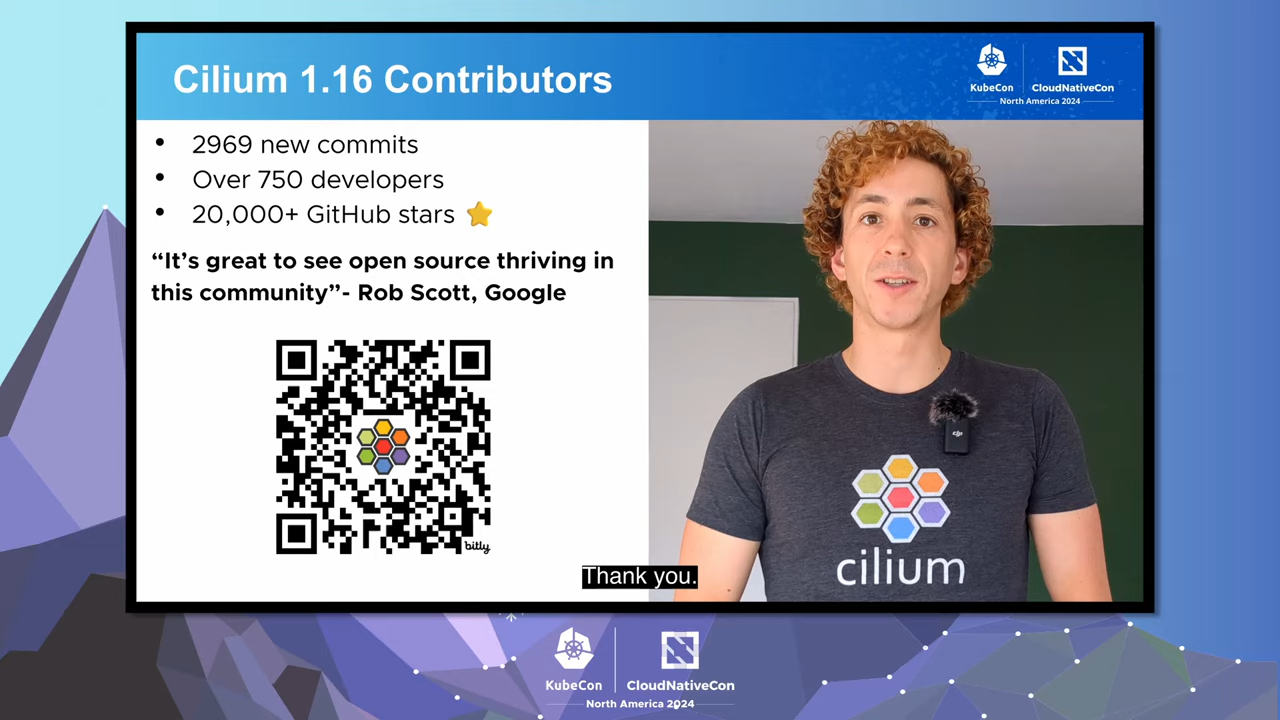 Cilium 1.16 Contributors
KubeCon
CloudNativeCon
North America 2024
• 2969 new commits
• Over 750 developers
• 20,000+ GitHub stars
“It’s great to see open source thriving in
this community”- Rob Scott, Google
bitly
dji
cilium
Thank you.
KubeCon
CloudNativeCon
North America 2024